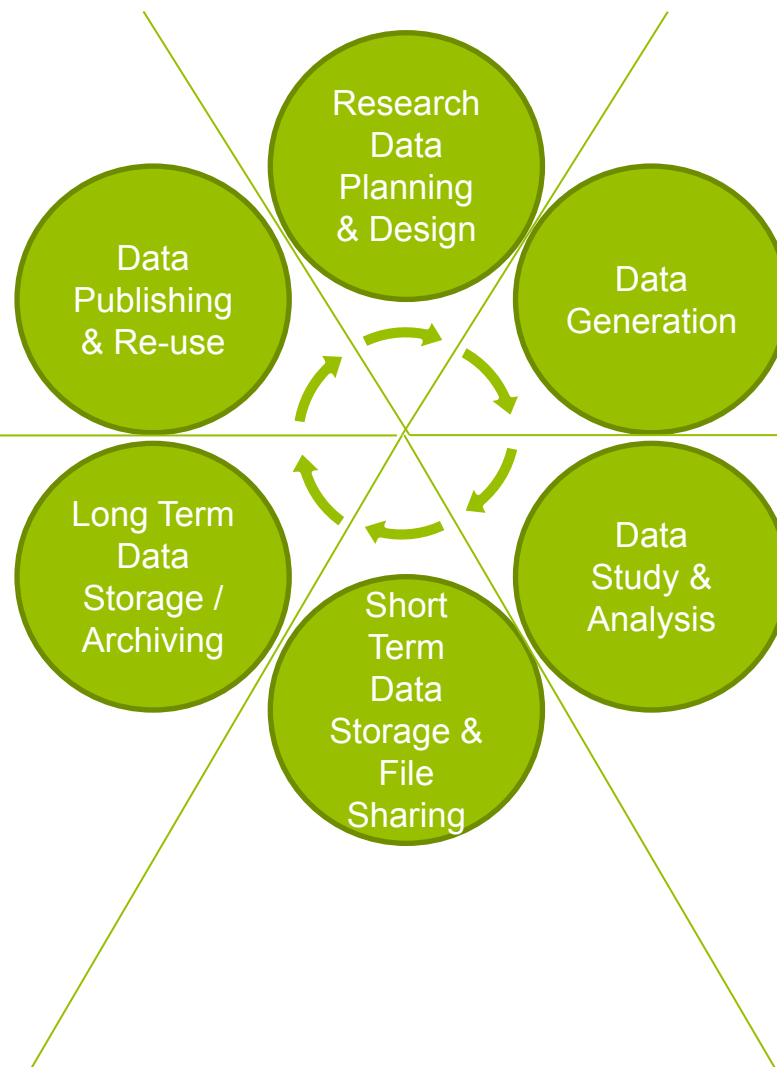 Research
Data
Planning
& Design
Data
Generation
Data
Study &
Analysis
Short
Term
Data
Storage &
File
Sharing
Long Term
Data
Storage /
Archiving
Data
Publishing
& Re-use